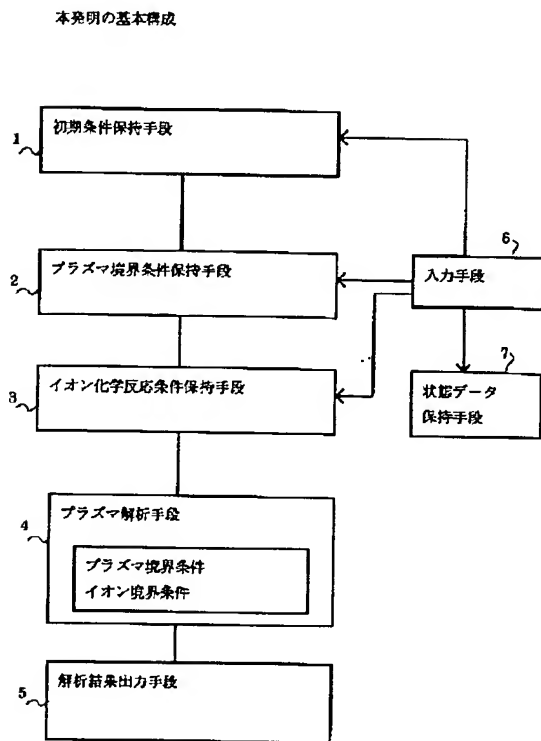 本発明の基本構成
1
初期条件保持手段
6
2
プラズマ境界条件保持手段
入力手段
3
イオン化学反応条件保持手段
7
状態データ
保持手段
4
プラズマ解析手段
プラズマ境界条件
イオン境界条件
5
解析結果出力手段